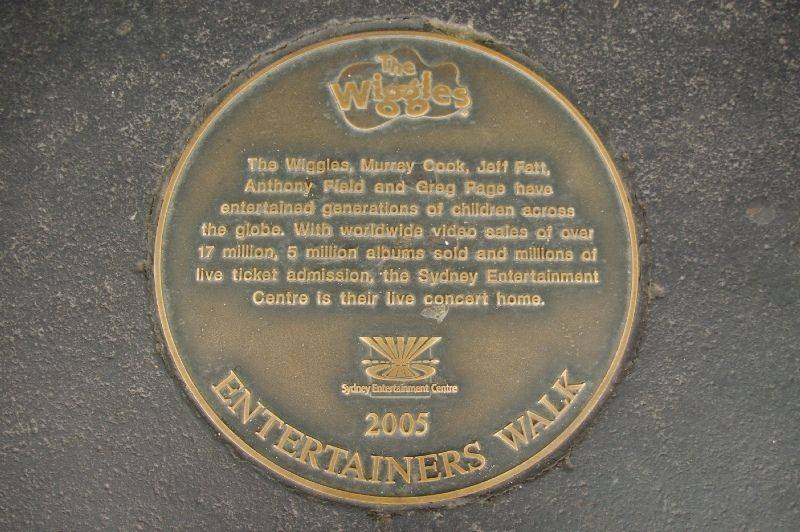 The
Wiggles
The Wiggles, Murray Cook, Jeff Fatt,
Anthony Field and Greg Page have
entertained generations of children across
the globe. With worldwide video sales of over
17 million, 5 million albums sold and millions of
live ticket admission, the Sydney Entertainment
Centre is their live concert home.
Sydney Entertainment Centre
2005
ENTERTAINERS WALK